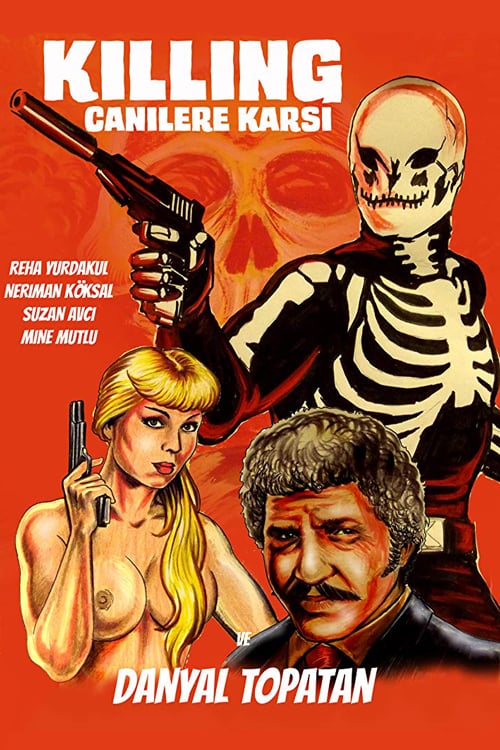 KILLING
CANILERE KARSİ
REHA YURDAKUL
NERIMAN KÖKSAL
SUZAN AVCI
MINE MUTLU
VE
DANYAL TOPATAN